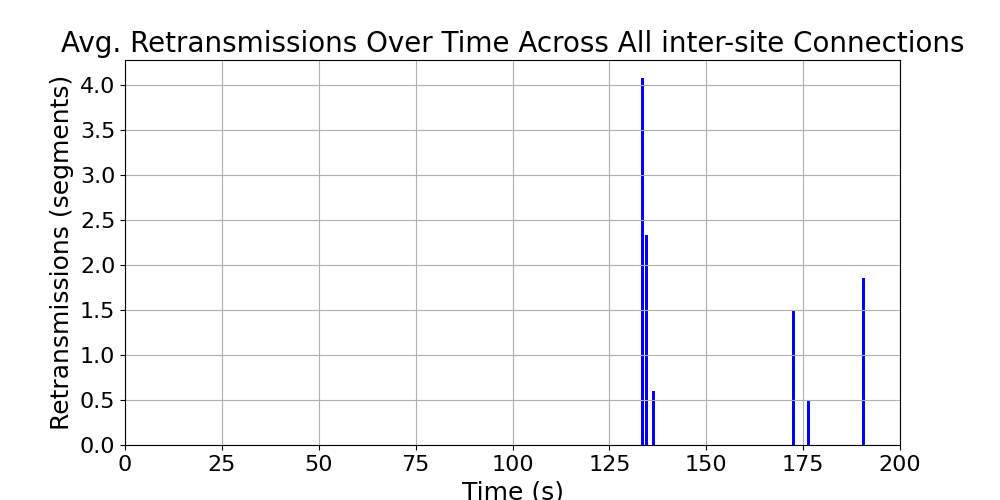 Avg. Retransmissions Over Time Across All inter-site Connections
Retransmissions (segments)
4.0
3.5
3.0
2.5
2.0
1.5
1.0
0.5
0.0
0 25 50 75 100 125 150 175 200
Time (s)